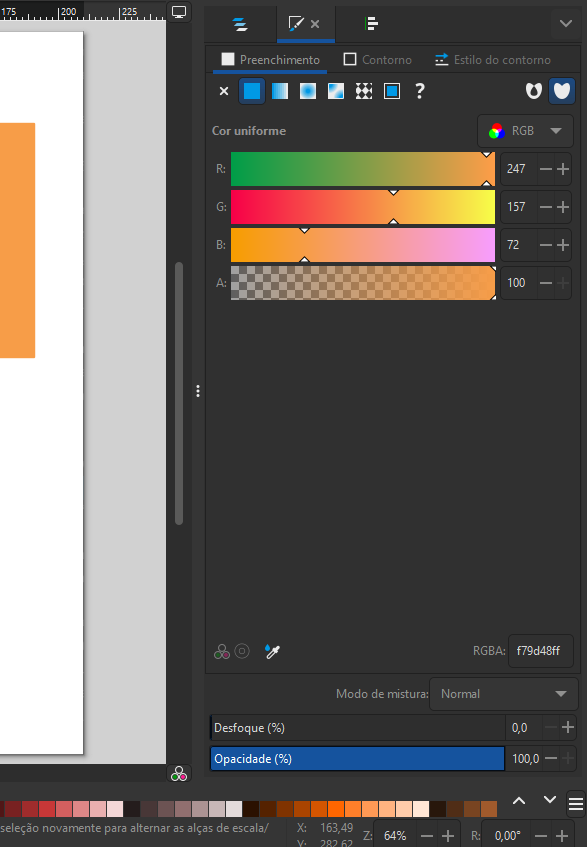 175 200 225
Preenchimento Contorno Estilo do contorno
?
Cor uniforme RGB
R: 247
G: 157
B: 72
A: 100
RGBA: f79d48ff
Modo de mistura: Normal
Desfoque (%) 0,0
Opacidade (%) 100,0
seleção novamente para alternar as alças de escala/ X: 163,49 Z: 64% R: 0,00°
Y: 282,62